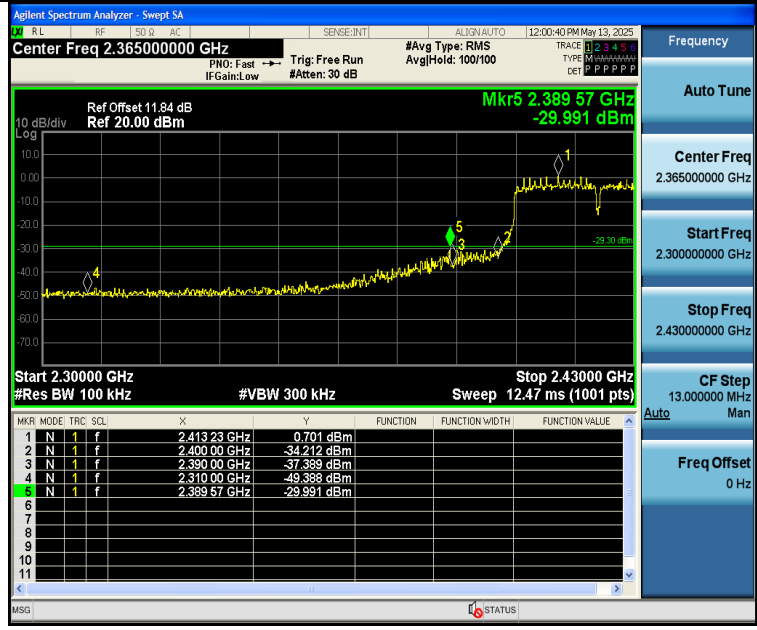 Agilent Spectrum Analyzer - Swept SA
RL RF 50 Ω AC SENSE:INT ALIGN AUTO 12:00:40 PM May 13, 2025
Center Freq 2.365000000 GHz
PNO: Fast
IFGain:Low
Trig: Free Run
#Atten: 30 dB
#Avg Type: RMS
Avg|Hold: 100/100
TRACE 1 2 3 4 5 6
TYPE M
DET P P P P P P
Frequency
Auto Tune
Center Freq
2.365000000 GHz
Start Freq
2.300000000 GHz
Stop Freq
2.430000000 GHz
CF Step
13.000000 MHz
Auto Man
Freq Offset
0 Hz
Mkr5 2.389 57 GHz
-29.991 dBm
Ref Offset 11.84 dB
10 dB/div Ref 20.00 dBm
Log
10.0
0.00
-10.0
-20.0
-30.0
-40.0
-50.0
-60.0
-70.0
1
2
3
4
5
-29.30 dBm
Start 2.30000 GHz Stop 2.43000 GHz
#Res BW 100 kHz #VBW 300 kHz Sweep 12.47 ms (1001 pts)
MKR MODE TRC SCL X Y FUNCTION FUNCTION WIDTH FUNCTION VALUE
1 N 1 f 2.413 23 GHz 0.701 dBm
2 N 1 f 2.400 00 GHz -34.212 dBm
3 N 1 f 2.390 00 GHz -37.389 dBm
4 N 1 f 2.310 00 GHz -49.388 dBm
5 N 1 f 2.389 57 GHz -29.991 dBm
6
7
8
9
10
11
MSG STATUS